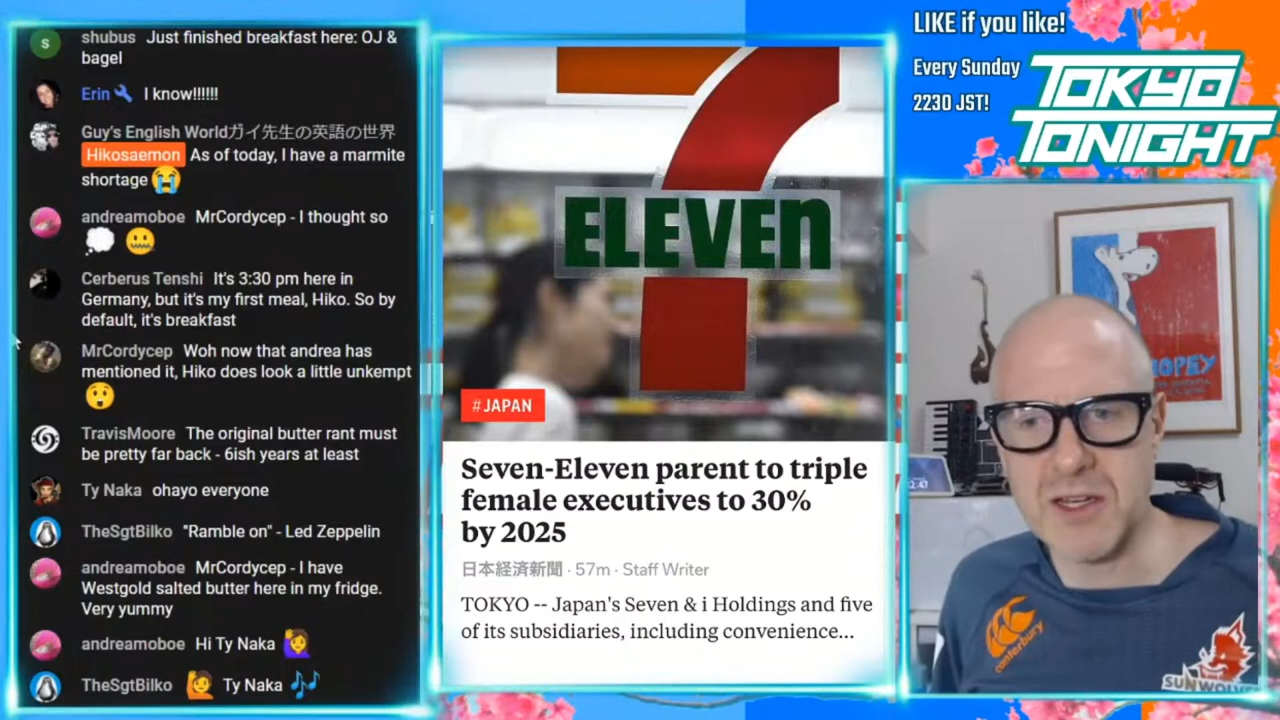 shubus Just finished breakfast here: OJ &
bagel
Erin I know!!!!!!
Guy's English Worldガイ先生の英語の世界
Hikosaemon As of today, I have a marmite
shortage
andreamoboe MrCordycep - I thought so
Cerberus Tenshi It's 3:30 pm here in
Germany, but it's my first meal, Hiko. So by
default, it's breakfast
MrCordycep Woh now that andrea has
mentioned it, Hiko does look a little unkempt
TravisMoore The original butter rant must
be pretty far back - 6ish years at least
Ty Naka ohayo everyone
TheSgtBilko "Ramble on" - Led Zeppelin
andreamoboe MrCordycep - I have
Westgold salted butter here in my fridge.
Very yummy
andreamoboe Hi Ty Naka
TheSgtBilko Ty Naka
7
ELEVEn
#JAPAN
Seven-Eleven parent to triple
female executives to 30%
by 2025
日本経済新聞 · 57m · Staff Writer
TOKYO -- Japan's Seven & i Holdings and five
of its subsidiaries, including convenience...
LIKE if you like!
Every Sunday
2230 JST!
TOKYO
TONIGHT
canterbury